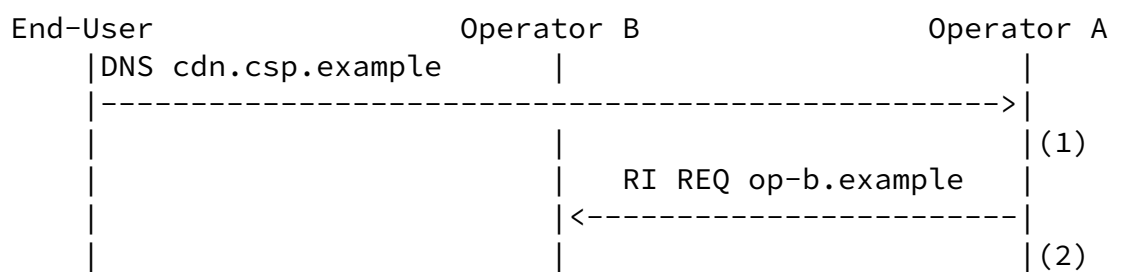 End-User Operator B Operator A
|DNS cdn.csp.example | |
|-------------------------------------------------->|
| | |(1)
| | RI REQ op-b.example |
| |<------------------------|
| | |(2)